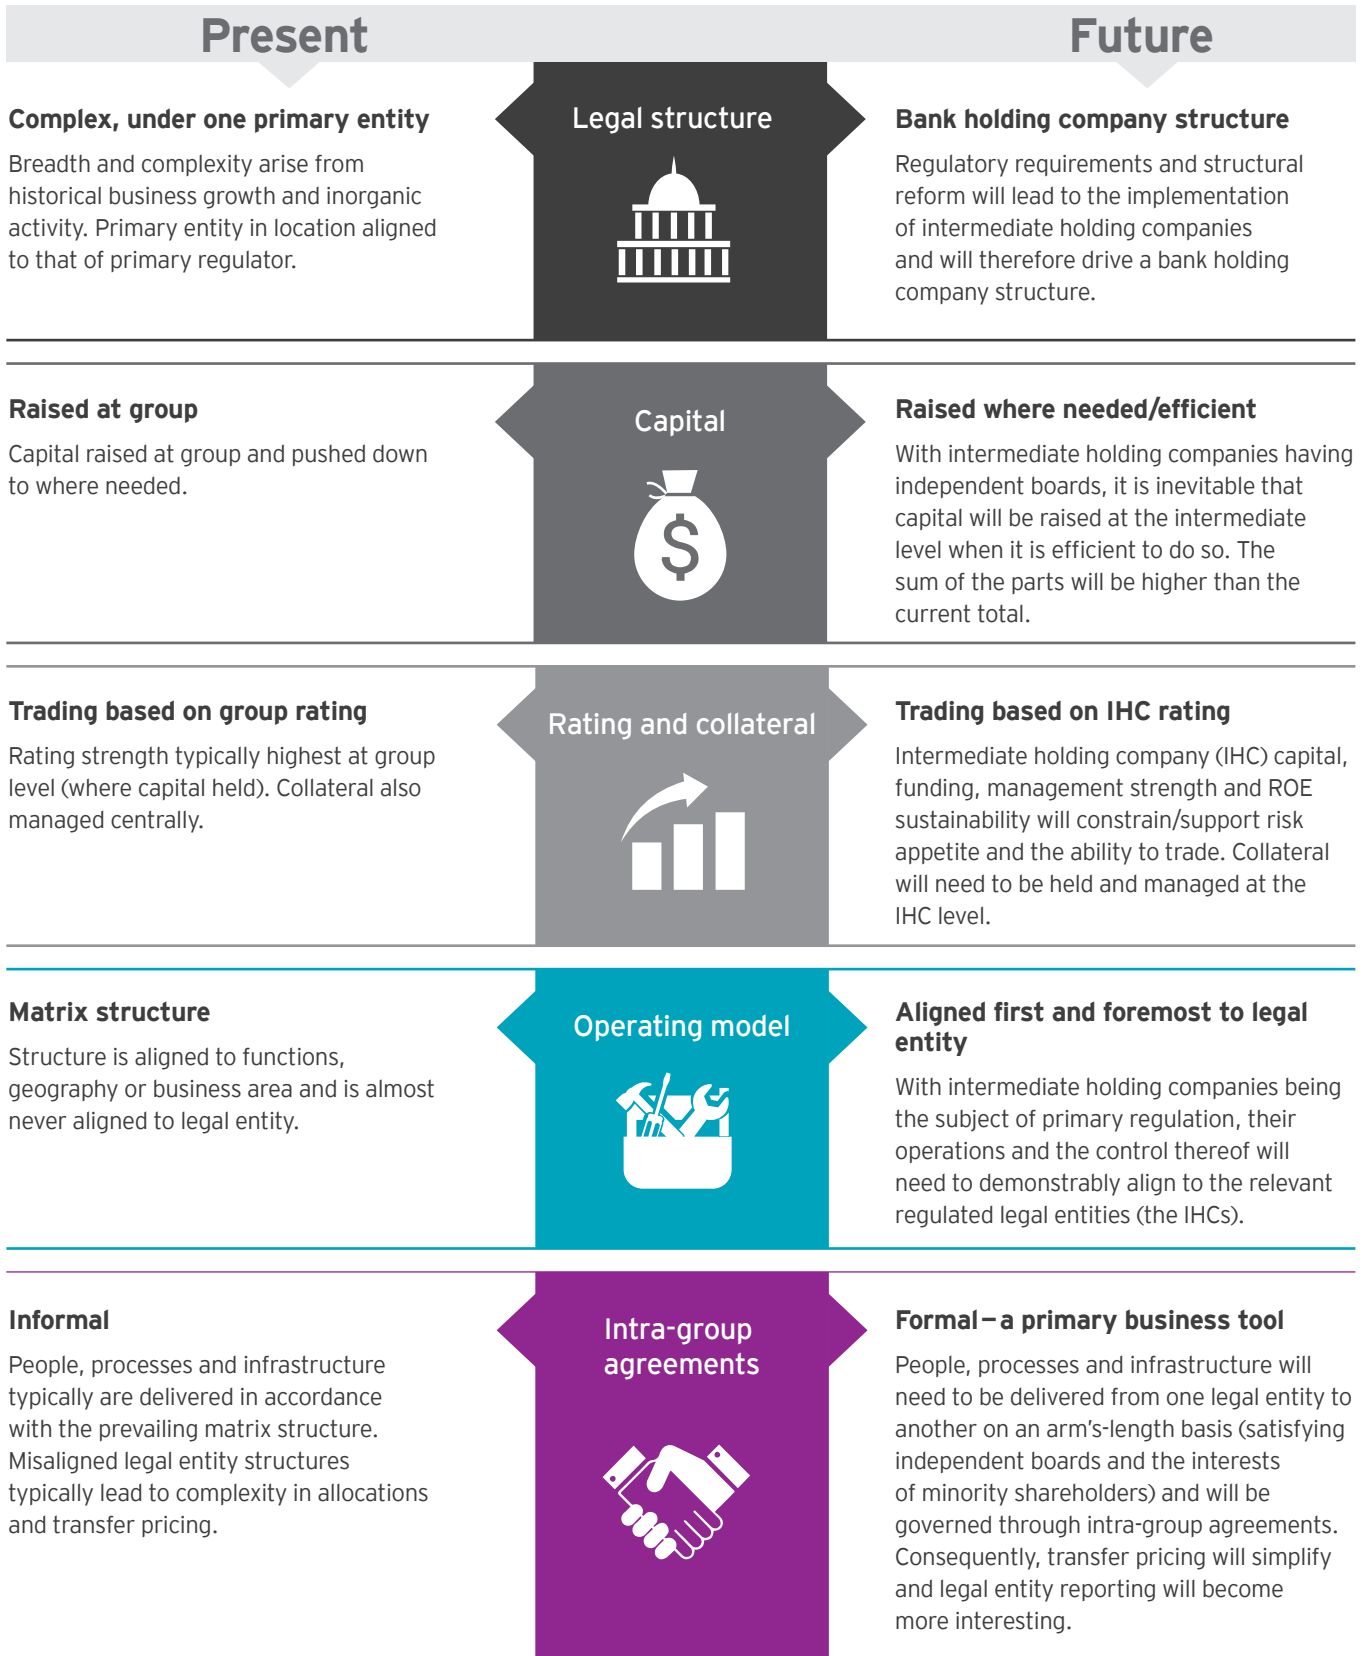 Present
Future
Complex, under one primary entity
Breadth and complexity arise from
historical business growth and inorganic
activity. Primary entity in location aligned
to that of primary regulator.
Legal structure
Bank holding company structure
Regulatory requirements and structural
reform will lead to the implementation
of intermediate holding companies
and will therefore drive a bank holding
company structure.
Raised at group
Capital raised at group and pushed down
to where needed.
Capital
$
Raised where needed/efficient
With intermediate holding companies having
independent boards, it is inevitable that
capital will be raised at the intermediate
level when it is efficient to do so. The
sum of the parts will be higher than the
current total.
Trading based on group rating
Rating strength typically highest at group
level (where capital held). Collateral also
managed centrally.
Rating and collateral
Trading based on IHC rating
Intermediate holding company (IHC) capital,
funding, management strength and ROE
sustainability will constrain/support risk
appetite and the ability to trade. Collateral
will need to be held and managed at the
IHC level.
Matrix structure
Structure is aligned to functions,
geography or business area and is almost
never aligned to legal entity.
Operating model
Aligned first and foremost to legal
entity
With intermediate holding companies being
the subject of primary regulation, their
operations and the control thereof will
need to demonstrably align to the relevant
regulated legal entities (the IHCs).
Informal
People, processes and infrastructure
typically are delivered in accordance
with the prevailing matrix structure.
Misaligned legal entity structures
typically lead to complexity in allocations
and transfer pricing.
Intra-group
agreements
Formal – a primary business tool
People, processes and infrastructure will
need to be delivered from one legal entity to
another on an arm's-length basis (satisfying
independent boards and the interests
of minority shareholders) and will be
governed through intra-group agreements.
Consequently, transfer pricing will simplify
and legal entity reporting will become
more interesting.